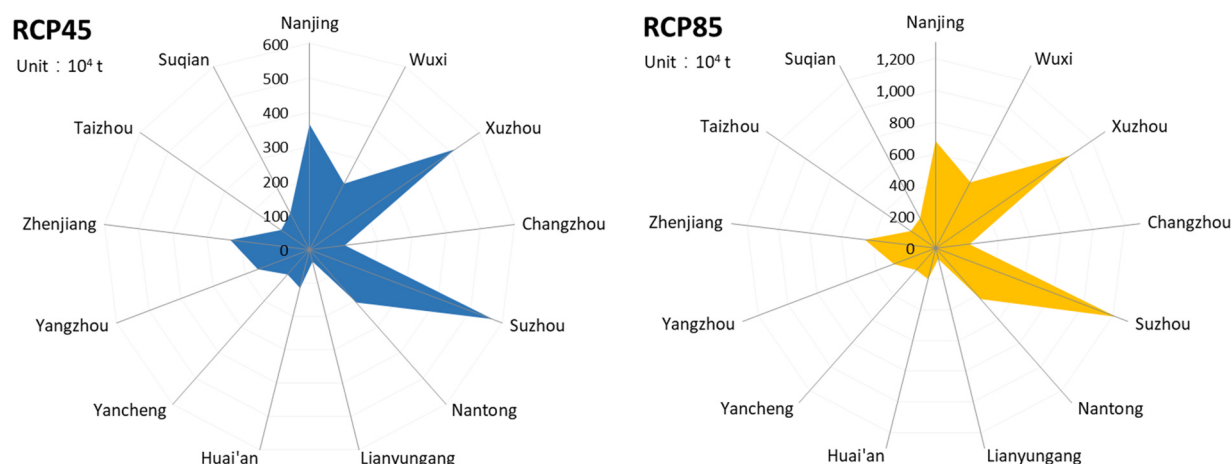 RCP45
Unit : 10⁴ t
Nanjing
Wuxi
Xuzhou
Changzhou
Suzhou
Nantong
Lianyungang
Huai'an
Yancheng
Yangzhou
Zhenjiang
Taizhou
Suqian
600
500
400
300
200
100
0
RCP85
Unit : 10⁴ t
Nanjing
Wuxi
Xuzhou
Changzhou
Suzhou
Nantong
Lianyungang
Huai'an
Yancheng
Yangzhou
Zhenjiang
Taizhou
Suqian
1,200
1,000
800
600
400
200
0